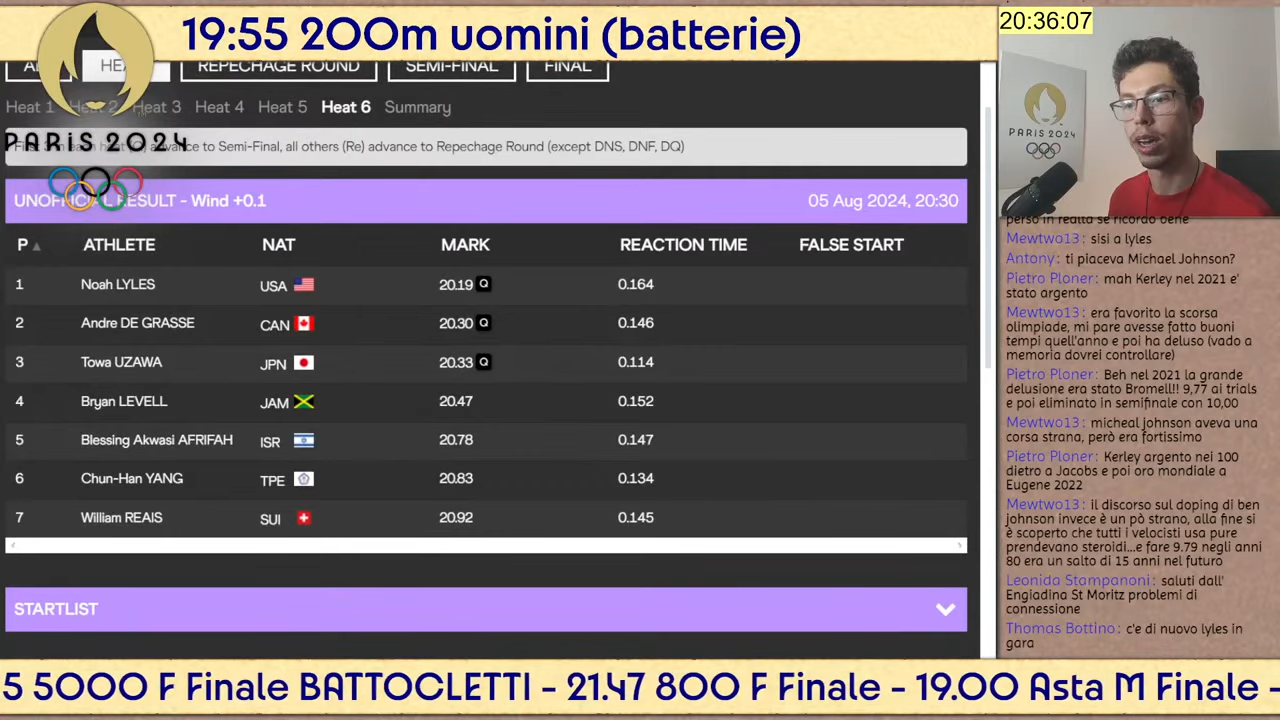 19:55 200m uomini (batterie)
20:36:07
REPECHAGE ROUND
SEMI-FINAL
FINAL
Heat 1 Heat 2 Heat 3 Heat 4 Heat 5 Heat 6 Summary
PARIS 2024
advance to Semi-Final, all others (Re) advance to Repechage Round (except DNS, DNF, DQ)
RESULT - Wind +0.1 05 Aug 2024, 20:30
P ATHLETE NAT MARK REACTION TIME FALSE START
1 Noah LYLES USA 20.19 Q 0.164
2 Andre DE GRASSE CAN 20.30 Q 0.146
3 Towa UZAWA JPN 20.33 Q 0.114
4 Bryan LEVELL JAM 20.47 0.152
5 Blessing Akwasi AFRIFAH ISR 20.78 0.147
6 Chun-Han YANG TPE 20.83 0.134
7 William REAIS SUI 20.92 0.145
STARTLIST
PARIS 2024
perso in realtà se ricordo bene
Mewtwo13: sisi a lyles
Antony: ti piaceva Michael Johnson?
Pietro Ploner: mah Kerley nel 2021 e'
stato argento
Mewtwo13: era favorito la scorsa
olimpiade, mi pare avesse fatto buoni
tempi quell'anno e poi ha deluso (vado a
memoria dovrei controllare)
Pietro Ploner: Beh nel 2021 la grande
delusione era stato Bromell!! 9,77 ai trials
e poi eliminato in semifinale con 10,00
Mewtwo13: micheal johnson aveva una
corsa strana, però era fortissimo
Pietro Ploner: Kerley argento nei 100
dietro a Jacobs e poi oro mondiale a
Eugene 2022
Mewtwo13: il discorso sul doping di ben
johnson invece è un pò strano, alla fine si
è scoperto che tutti i velocisti usa pure
prendevano steroidi...e fare 9.79 negli anni
80 era un salto di 15 anni nel futuro
Leonida Stampanoni: saluti dall'
Engiadina St Moritz problemi di
connessione
Thomas Bottino: c'e di nuovo lyles in
gara
5 5000 F Finale BATTOCLETTI - 21.47 800 F Finale - 19.00 Asta M Finale -